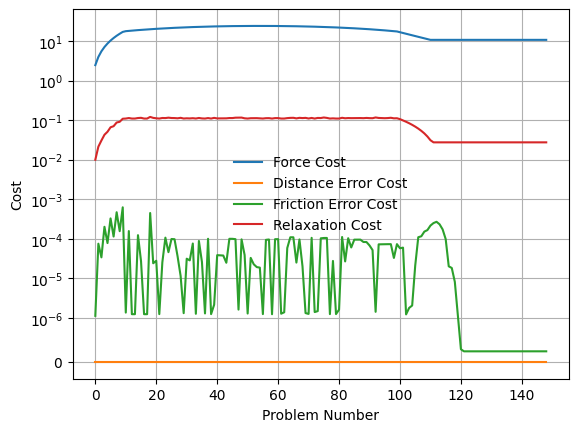 10¹
10⁰
10⁻¹
10⁻²
10⁻³
10⁻⁴
10⁻⁵
10⁻⁶
0
Cost
Force Cost
Distance Error Cost
Friction Error Cost
Relaxation Cost
0 20 40 60 80 100 120 140
Problem Number